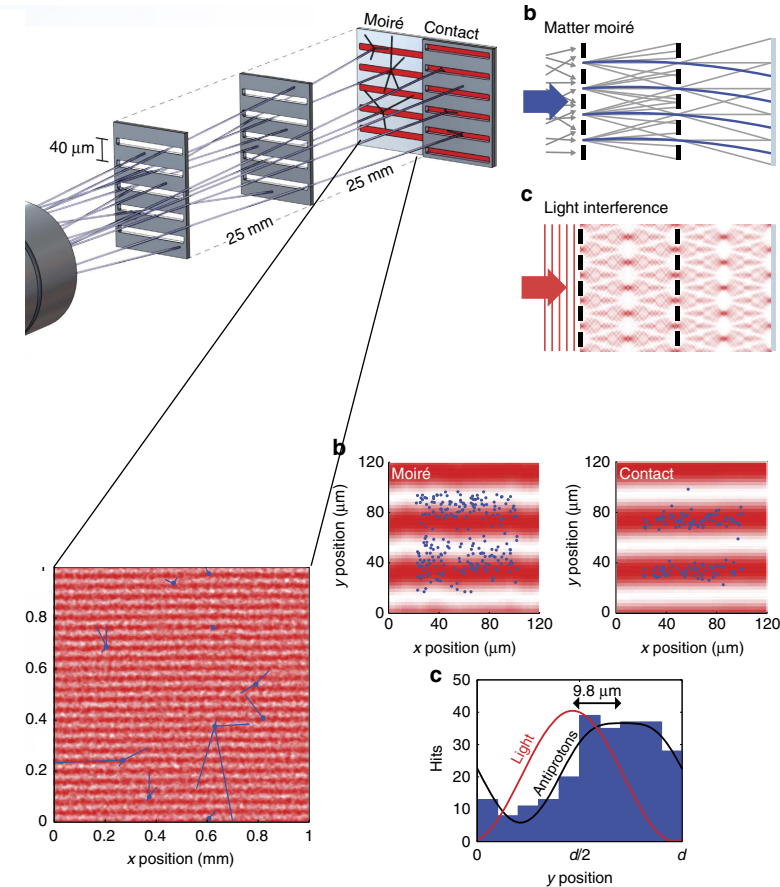 Moiré
Contact
40 µm
25 mm
25 mm
b
Matter moiré
c
Light interference
0.8
0.6
0.4
0.2
0
0
0.2
0.4
0.6
0.8
1
x position (mm)
b
Moiré
120
80
40
0
y position (µm)
0
40
80
120
x position (µm)
Contact
120
80
40
0
y position (µm)
0
40
80
120
x position (µm)
c
50
40
30
20
10
0
Hits
9.8 µm
Light
Antiprotons
0
d/2
d
y position